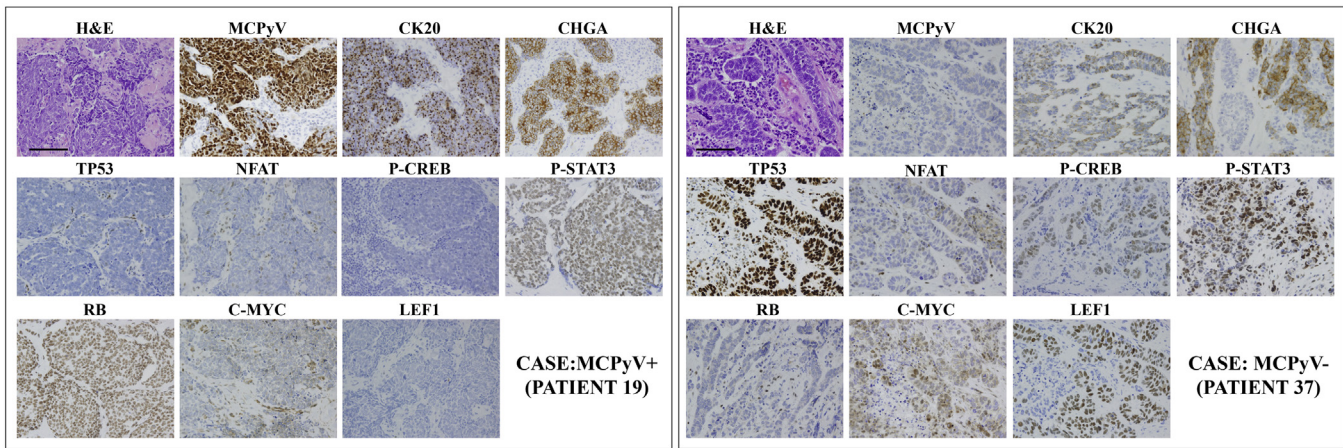 H&E MCPyV CK20 CHGA
TP53 NFAT P-CREB P-STAT3
RB C-MYC LEF1
CASE:MCPyV+
(PATIENT 19)
H&E MCPyV CK20 CHGA
TP53 NFAT P-CREB P-STAT3
RB C-MYC LEF1
CASE: MCPyV-
(PATIENT 37)